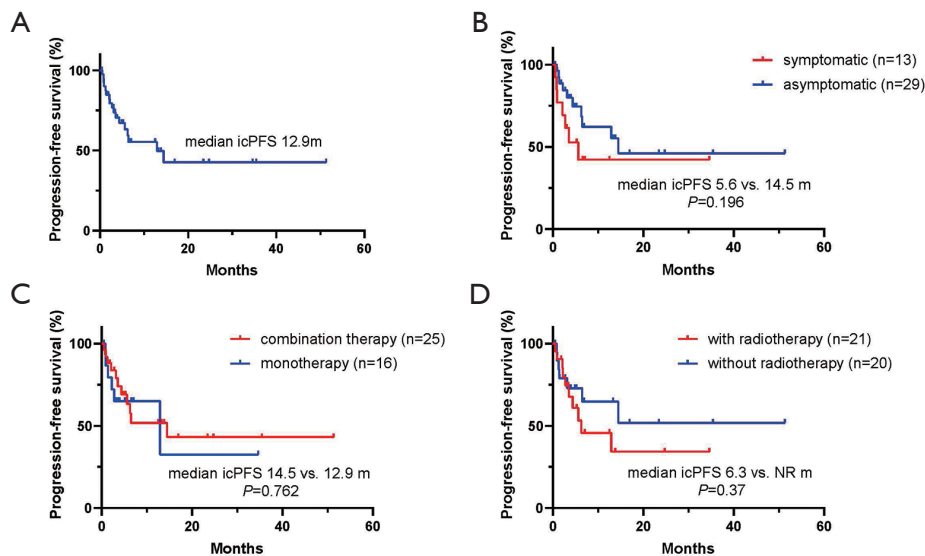 A
Progression-free survival (%)
100
50
0
0 20 40 60
Months
median icPFS 12.9m
B
Progression-free survival (%)
100
50
0
0 20 40 60
Months
symptomatic (n=13)
asymptomatic (n=29)
median icPFS 5.6 vs. 14.5 m
P=0.196
C
Progression-free survival (%)
100
50
0
0 20 40 60
Months
combination therapy (n=25)
monotherapy (n=16)
median icPFS 14.5 vs. 12.9 m
P=0.762
D
Progression-free survival (%)
100
50
0
0 20 40 60
Months
with radiotherapy (n=21)
without radiotherapy (n=20)
median icPFS 6.3 vs. NR m
P=0.37